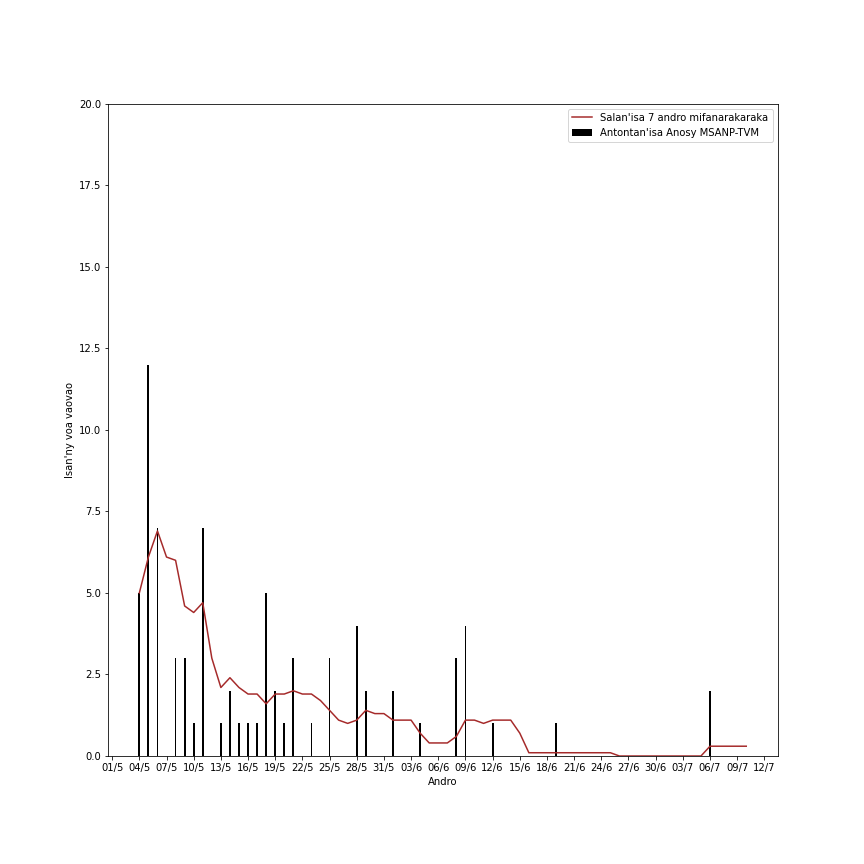 20.0
17.5
15.0
12.5
10.0
7.5
5.0
2.5
0.0
Isan'ny voa vaovao
Salan'isa 7 andro mifanarakaraka
Antontan'isa Anosy MSANP-TVM
01/5 04/5 07/5 10/5 13/5 16/5 19/5 22/5 25/5 28/5 31/5 03/6 06/6 09/6 12/6 15/6 18/6 21/6 24/6 27/6 30/6 03/7 06/7 09/7 12/7
Andro